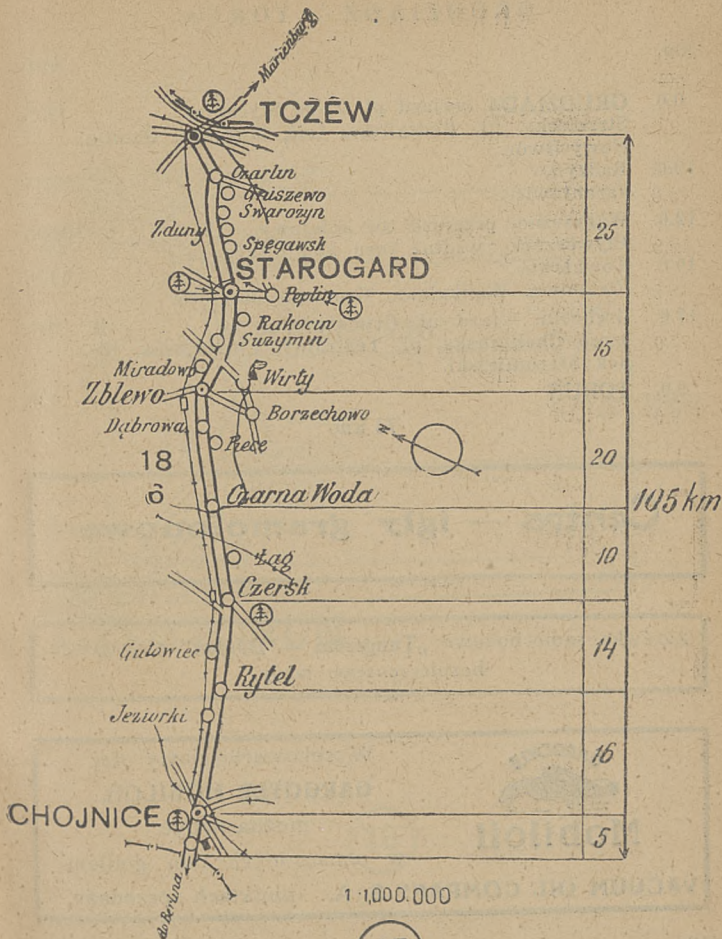 Marienburg
TCZEW
Czarlin
Gniszewo
Swarożyn
Zduny
25
Spęgawsk
STAROGARD
Peplin
Rakocin
Suzymin
15
Miradowo
Wirty
Zblewo
Borzechowo
Dąbrowa
N
Piece
20
18
Czarna Woda
105 km
Łąg
10
Czersk
Gutowiec
14
Rytel
Jeziorki
16
CHOJNICE
5
do Berlina
1:1,000.000